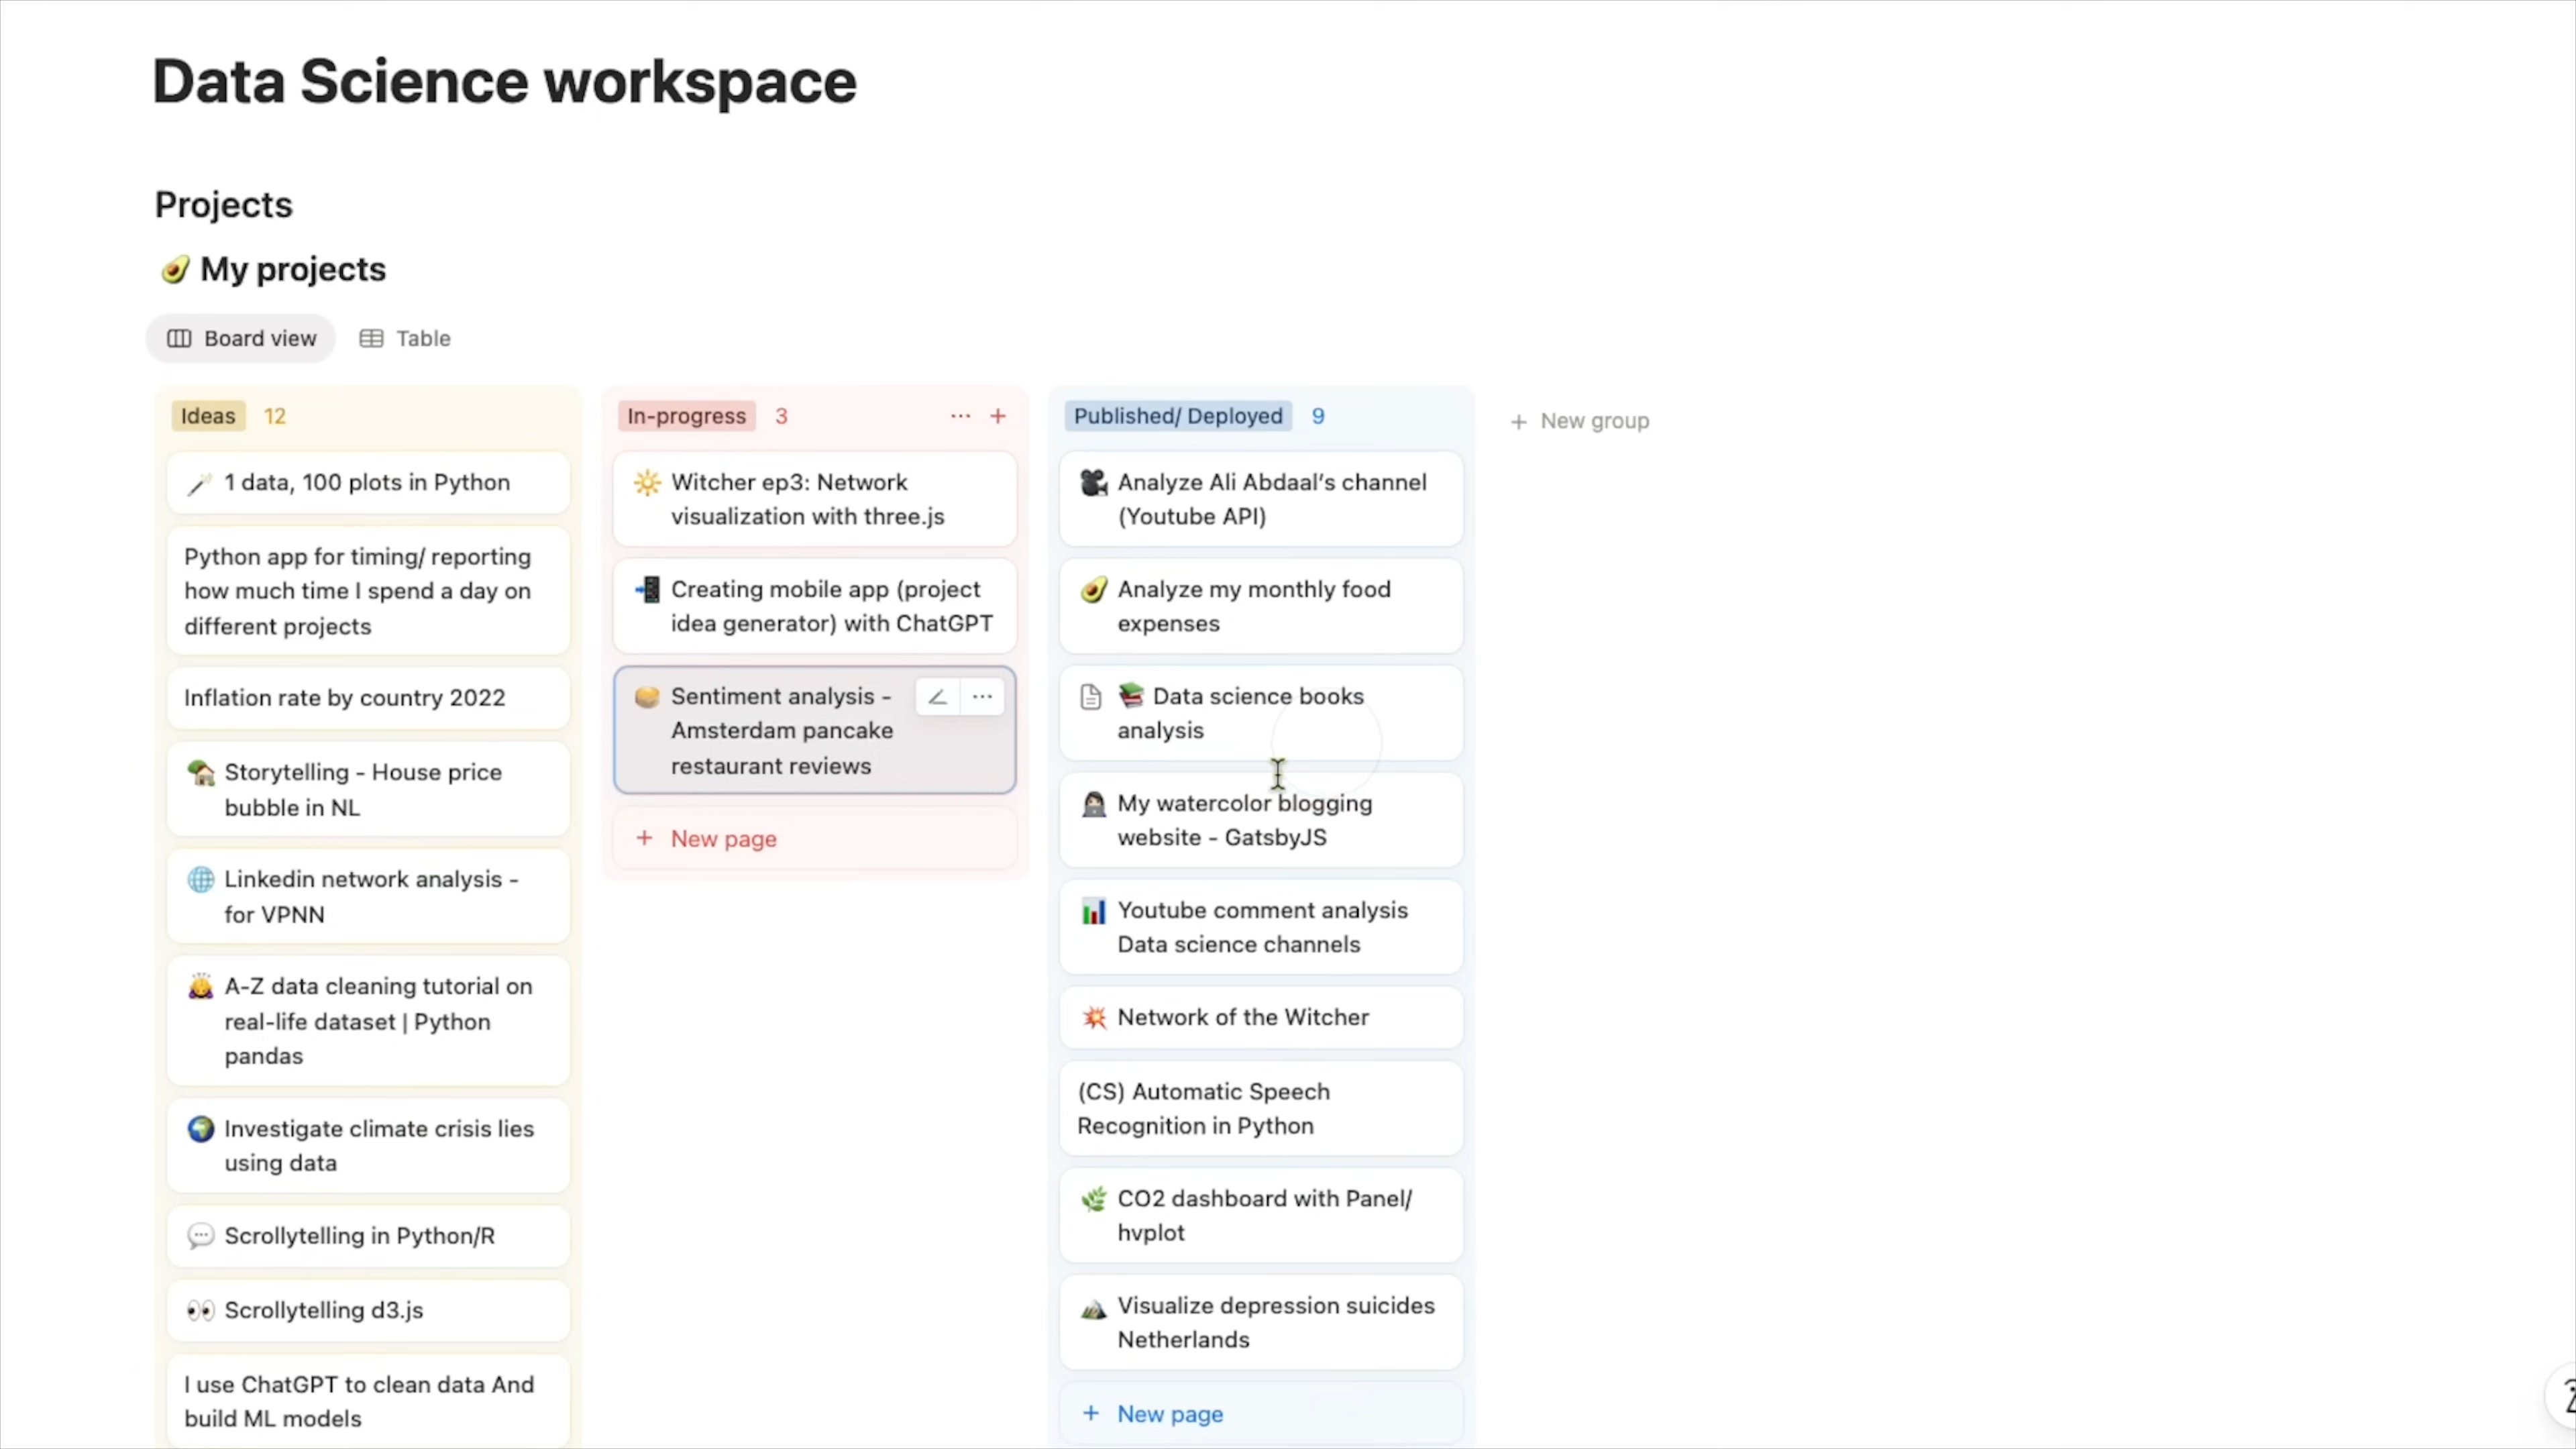 Data Science workspace
Projects
My projects
Board view
Table
Ideas 12
1 data, 100 plots in Python
Python app for timing/ reporting
how much time I spend a day on
different projects
Inflation rate by country 2022
Storytelling - House price
bubble in NL
Linkedin network analysis -
for VPNN
A-Z data cleaning tutorial on
real-life dataset | Python
pandas
Investigate climate crisis lies
using data
Scrollytelling in Python/R
Scrollytelling d3.js
I use ChatGPT to clean data And
build ML models
In-progress 3
Witcher ep3: Network
visualization with three.js
Creating mobile app (project
idea generator) with ChatGPT
Sentiment analysis -
Amsterdam pancake
restaurant reviews
+ New page
Published/ Deployed 9
Analyze Ali Abdaal’s channel
(Youtube API)
Analyze my monthly food
expenses
Data science books
analysis
My watercolor blogging
website - GatsbyJS
Youtube comment analysis
Data science channels
Network of the Witcher
(CS) Automatic Speech
Recognition in Python
CO2 dashboard with Panel/
hvplot
Visualize depression suicides
Netherlands
+ New page
+ New group